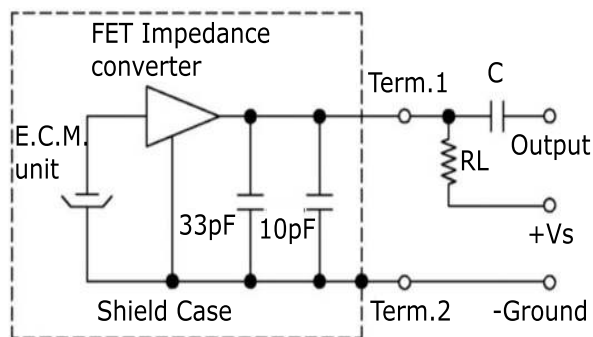 FET Impedance
converter
Term.1
C
E.C.M.
unit
Output
RL
33pF
10pF
+Vs
Shield Case
Term.2
-Ground